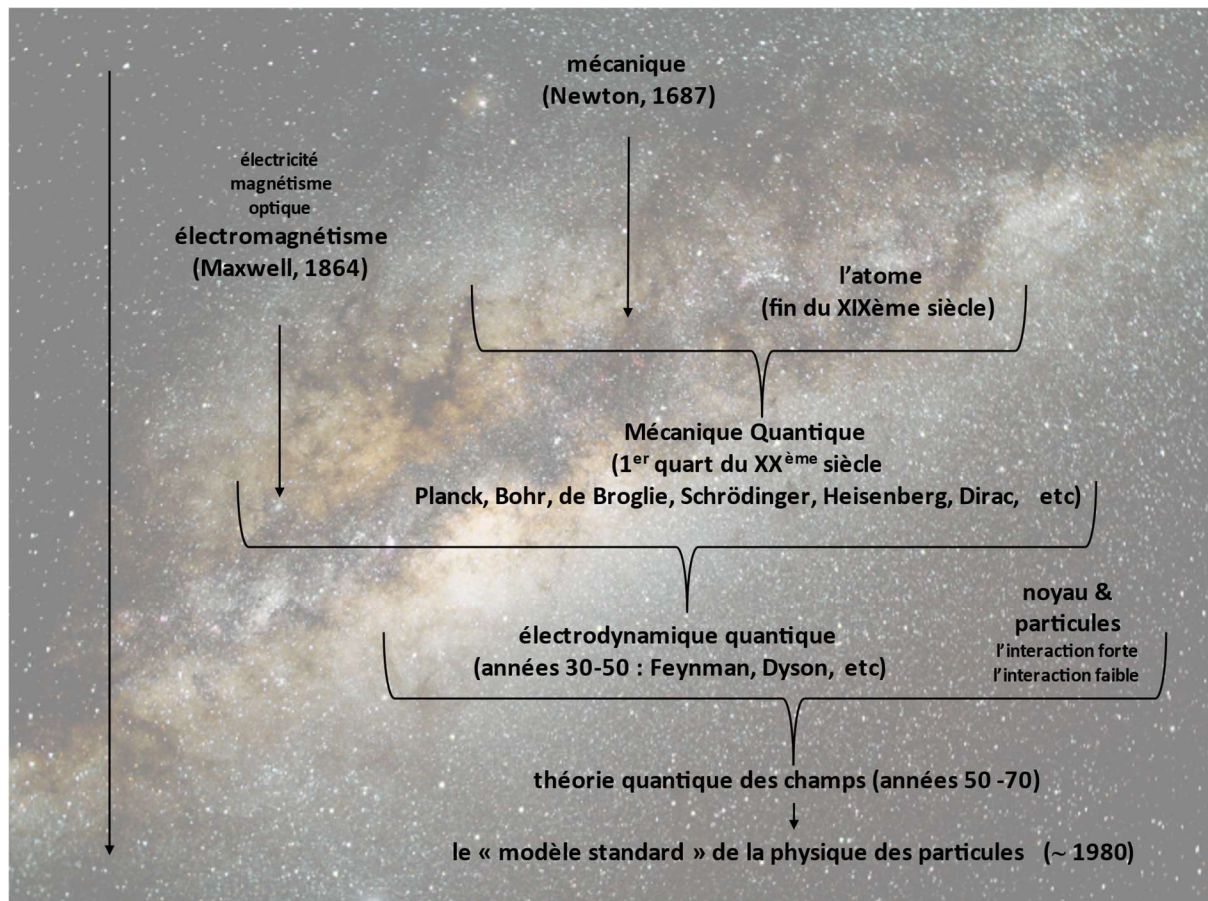 mécanique
(Newton, 1687)
électricité
magnétisme
optique
électromagnétisme
(Maxwell, 1864)
l’atome
(fin du XIXème siècle)
Mécanique Quantique
(1er quart du XXème siècle
Planck, Bohr, de Broglie, Schrödinger, Heisenberg, Dirac, etc)
noyau &
particules
l’interaction forte
l’interaction faible
électrodynamique quantique
(années 30-50 : Feynman, Dyson, etc)
théorie quantique des champs (années 50 -70)
le « modèle standard » de la physique des particules (~ 1980)